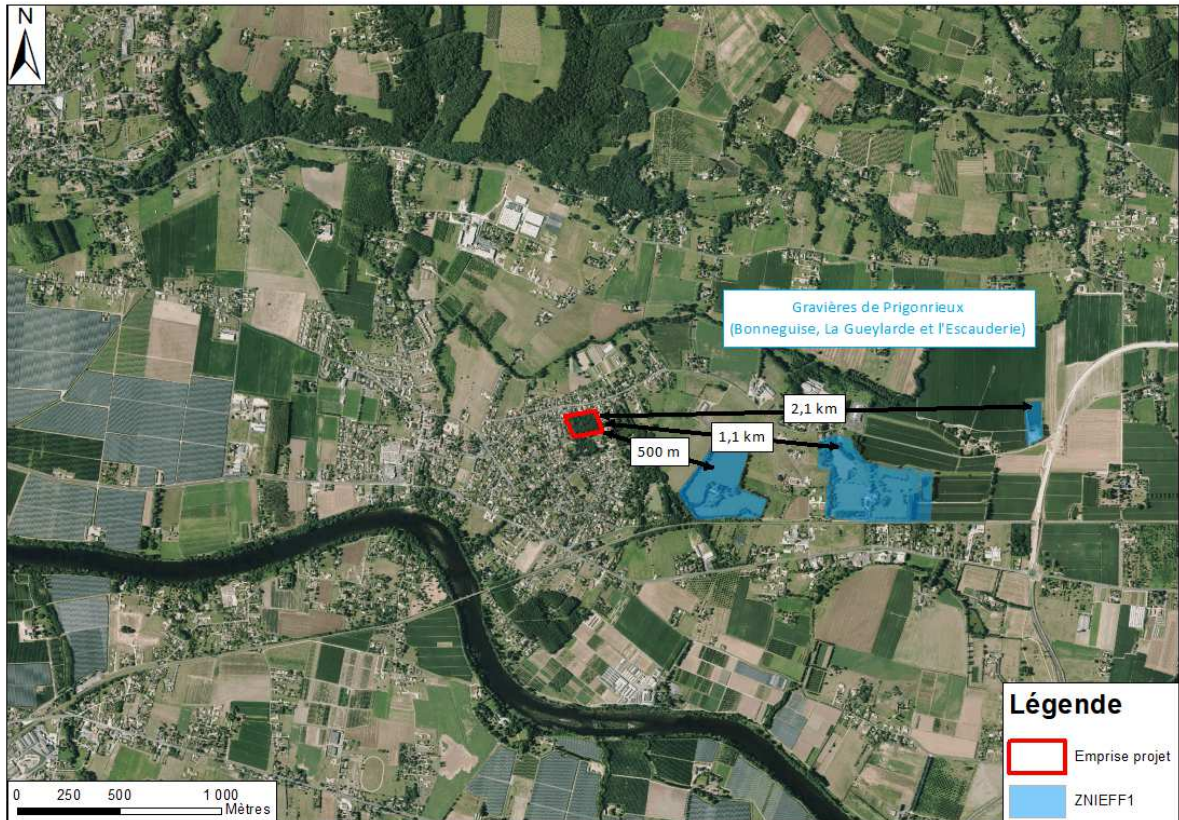 N
Gravières de Prigonrieux
(Bonneguise, La Gueylarde et l'Escauderie)
2,1 km
1,1 km
500 m
Légende
Emprise projet
ZNIEFF1
0 250 500 1 000
Mètres